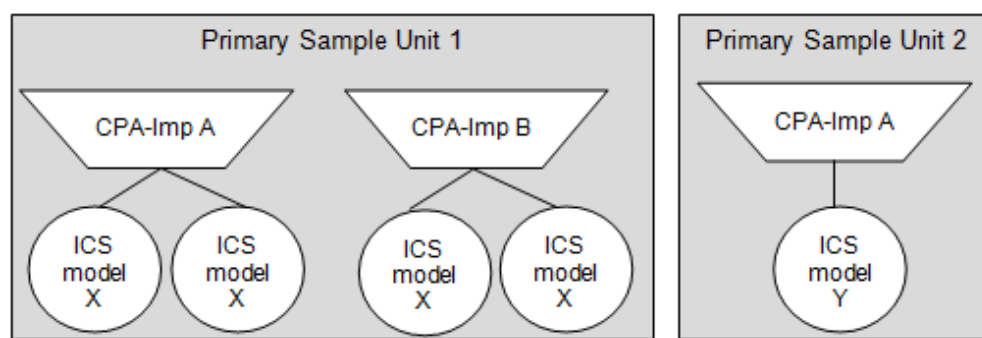 Primary Sample Unit 1
CPA-Imp A
CPA-Imp B
ICS
model
X
ICS
model
X
ICS
model
X
ICS
model
X
Primary Sample Unit 2
CPA-Imp A
ICS
model
Y